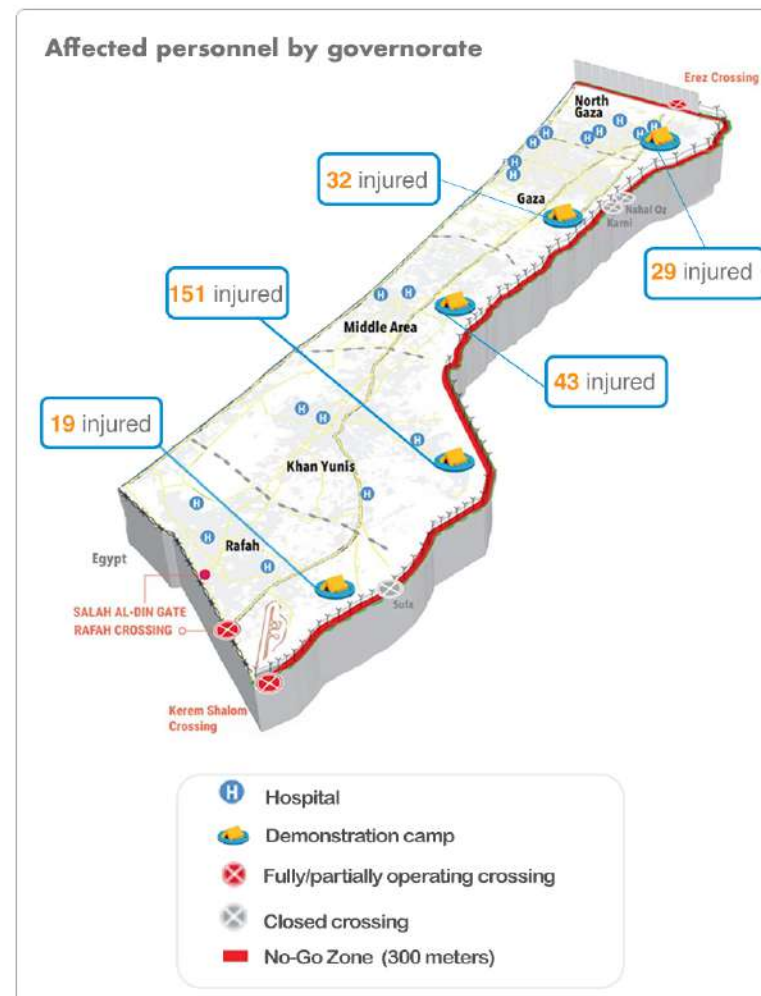 Affected personnel by governorate
Erez Crossing
North
Gaza
32 injured
Gaza
Nahal Oz
Karni
29 injured
151 injured
Middle Area
43 injured
19 injured
Khan Yunis
Rafah
Egypt
Sufa
SALAH AL-DIN GATE
RAFAH CROSSING
Kerem Shalom
Crossing
H Hospital
Demonstration camp
Fully/partially operating crossing
Closed crossing
No-Go Zone (300 meters)